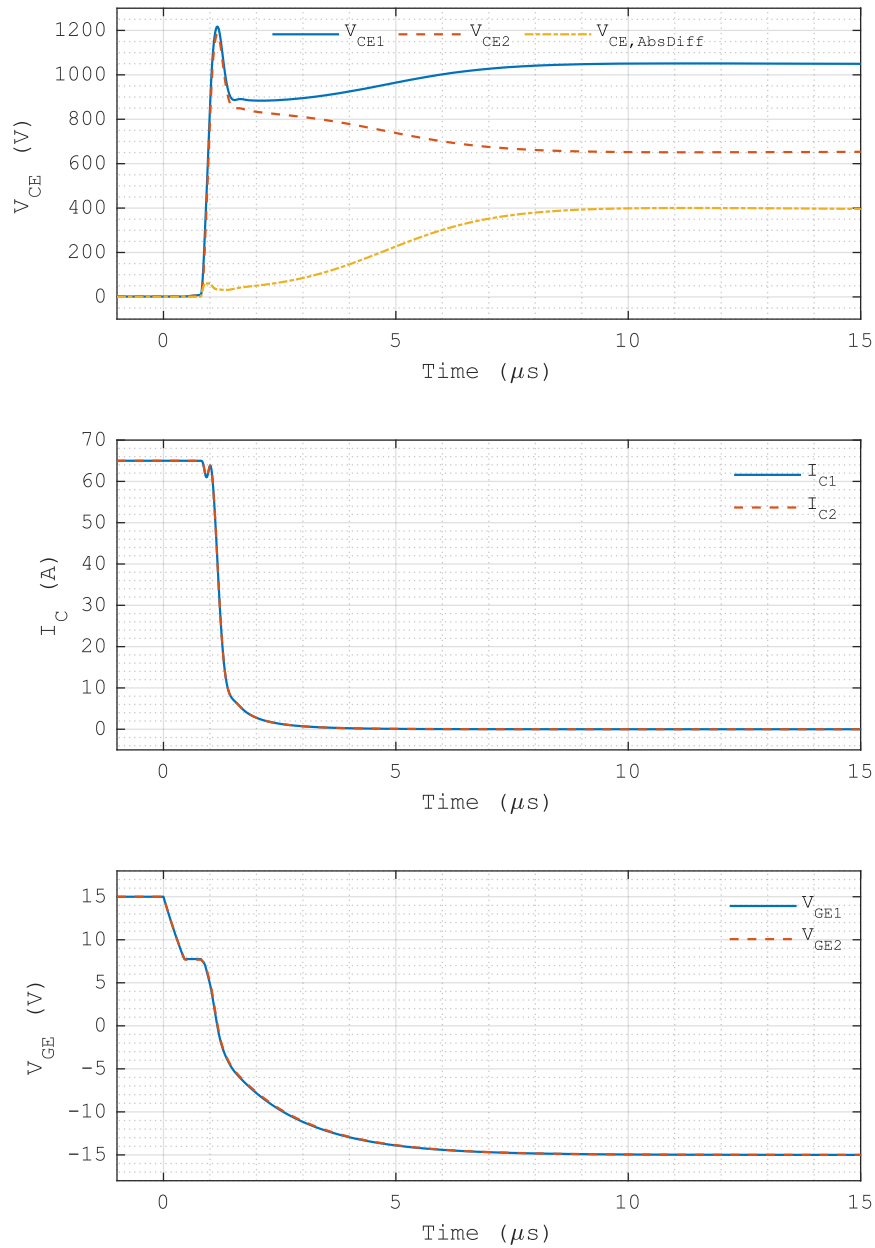 V_CE1 V_CE2 V_CE,AbsDiff
1200
1000
800
600
400
200
0
V_CE (V)
0 5 10 15
Time (μs)
70
60
50
40
30
20
10
0
I_C (A)
I_C1
I_C2
0 5 10 15
Time (μs)
15
10
5
0
-5
-10
-15
V_GE (V)
V_GE1
V_GE2
0 5 10 15
Time (μs)